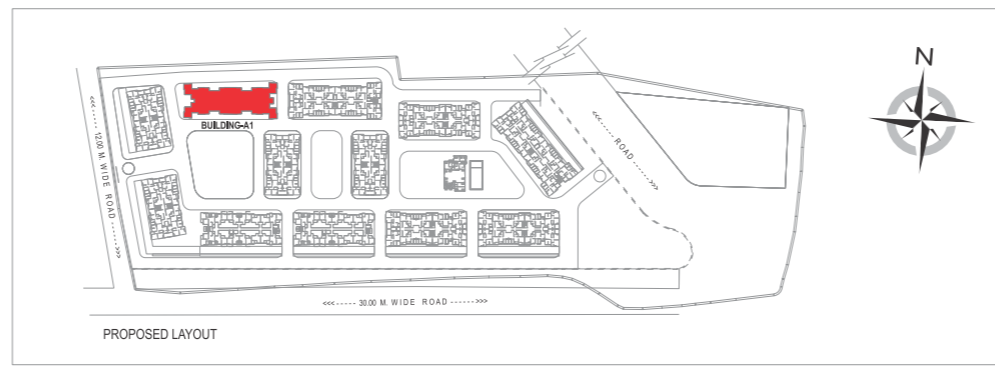 N
BUILDING-A1
<<<----- ROAD ----->>>
<<<----- 12.00 M. WIDE ROAD ----->>>
<<<----- 30.00 M. WIDE ROAD ----->>>
PROPOSED LAYOUT